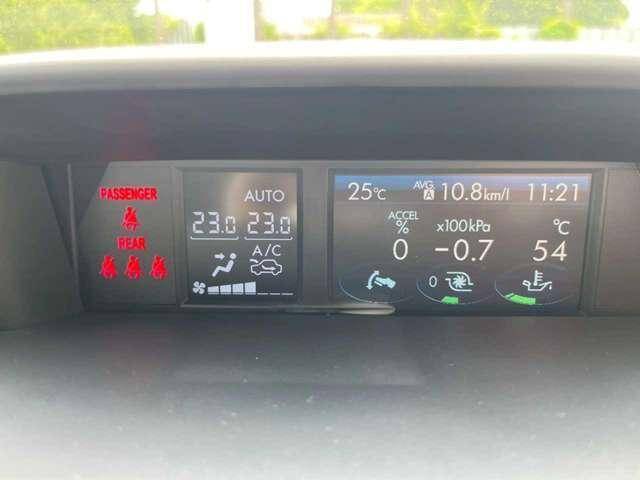 PASSENGER
REAR
AUTO
23.0 23.0
A/C
25°C AVG A 10.8km/l 11:21
ACCEL % x100kPa °C
0 -0.7 54
0